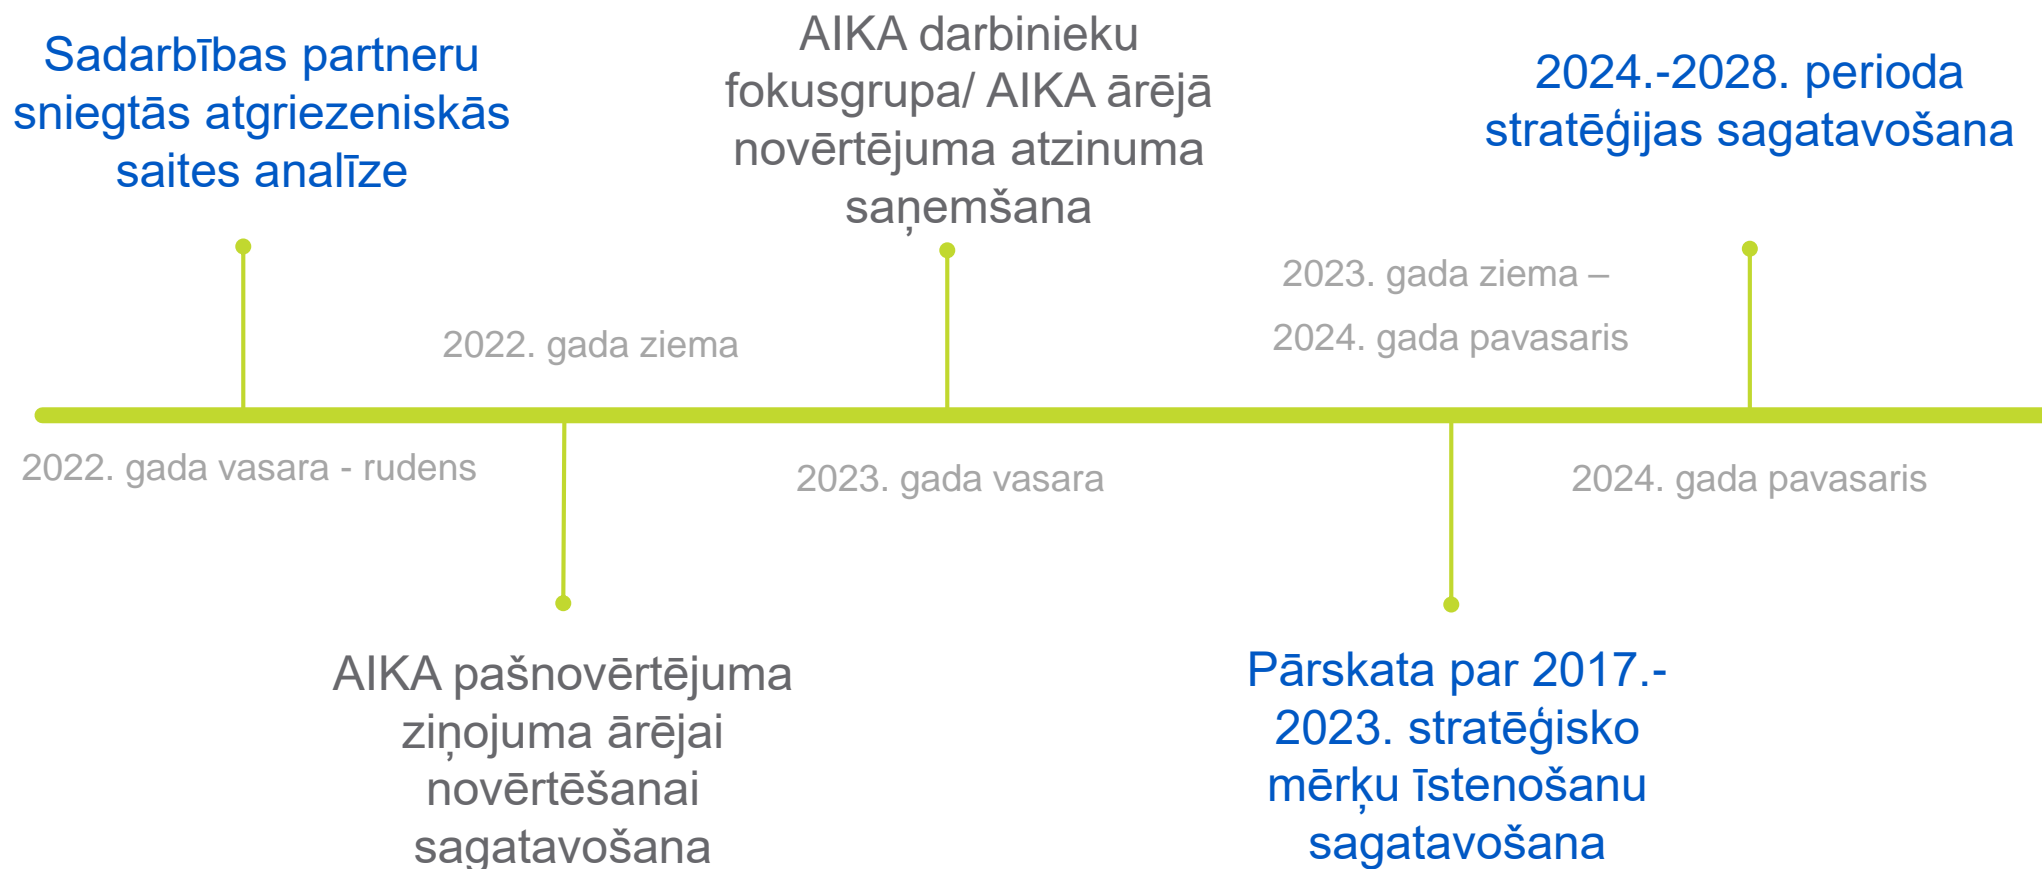 Sadarbības partneru
sniegtās atgriezeniskās
saites analīze
2022. gada vasara - rudens
2022. gada ziema
AIKA pašnovērtējuma
ziņojuma ārējai
novērtēšanai
sagatavošana
AIKA darbinieku
fokusgrupa/ AIKA ārējā
novērtējuma atzinuma
saņemšana
2023. gada vasara
2023. gada ziema –
2024. gada pavasaris
Pārskata par 2017.-
2023. stratēģisko
mērķu īstenošanu
sagatavošana
2024.-2028. perioda
stratēģijas sagatavošana
2024. gada pavasaris